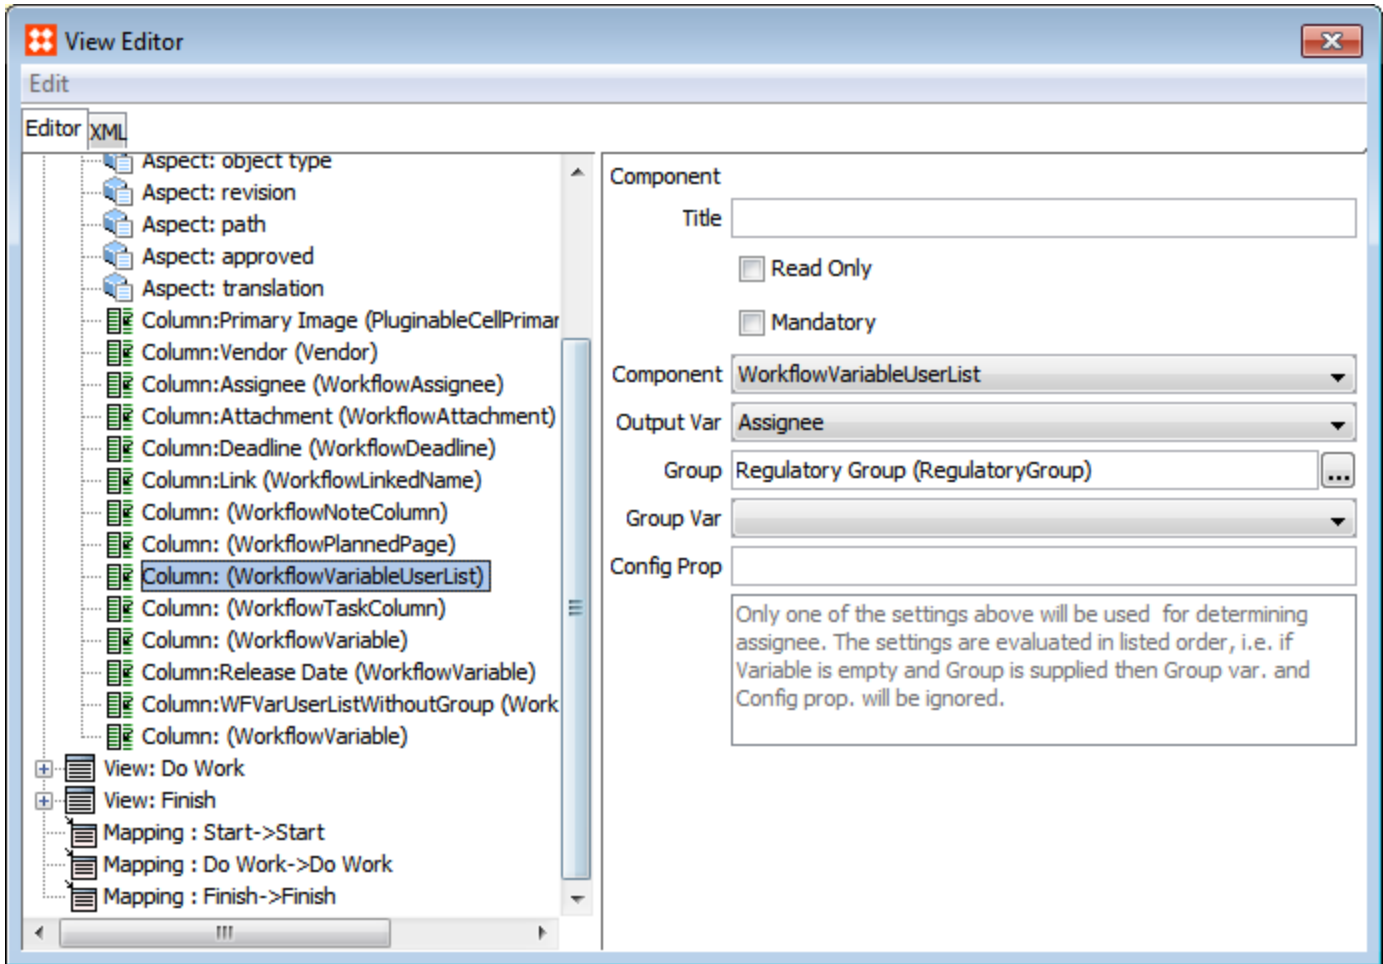 View Editor
Edit
Editor
XML
Aspect: object type
Aspect: revision
Aspect: path
Aspect: approved
Aspect: translation
Column:Primary Image (PluginableCellPrimar
Column:Vendor (Vendor)
Column:Assignee (WorkflowAssignee)
Column:Attachment (WorkflowAttachment)
Column:Deadline (WorkflowDeadline)
Column:Link (WorkflowLinkedName)
Column: (WorkflowNoteColumn)
Column: (WorkflowPlannedPage)
Column: (WorkflowVariableUserList)
Column: (WorkflowTaskColumn)
Column: (WorkflowVariable)
Column:Release Date (WorkflowVariable)
Column:WFVarUserListWithoutGroup (Work
Column: (WorkflowVariable)
View: Do Work
View: Finish
Mapping : Start->Start
Mapping : Do Work->Do Work
Mapping : Finish->Finish
Component
Title
Read Only
Mandatory
Component WorkflowVariableUserList
Output Var Assignee
Group Regulatory Group (RegulatoryGroup) ...
Group Var
Config Prop
Only one of the settings above will be used  for determining
assignee. The settings are evaluated in listed order, i.e. if
Variable is empty and Group is supplied then Group var. and
Config prop. will be ignored.